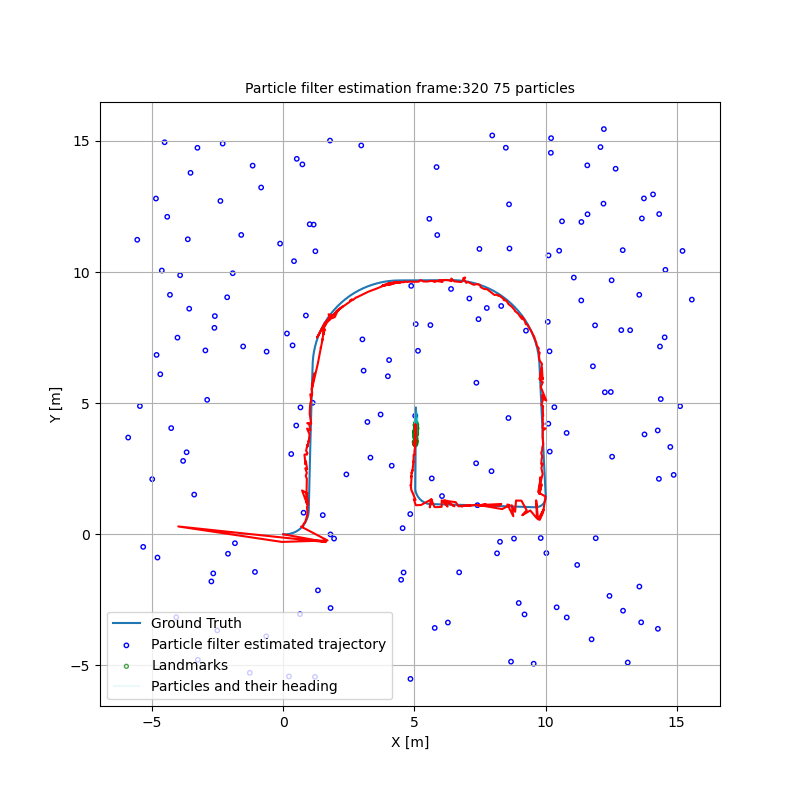 Particle filter estimation frame:320 75 particles
15
10
5
0
−5
Y [m]
Ground Truth
Particle filter estimated trajectory
Landmarks
Particles and their heading
−5 0 5 10 15
X [m]